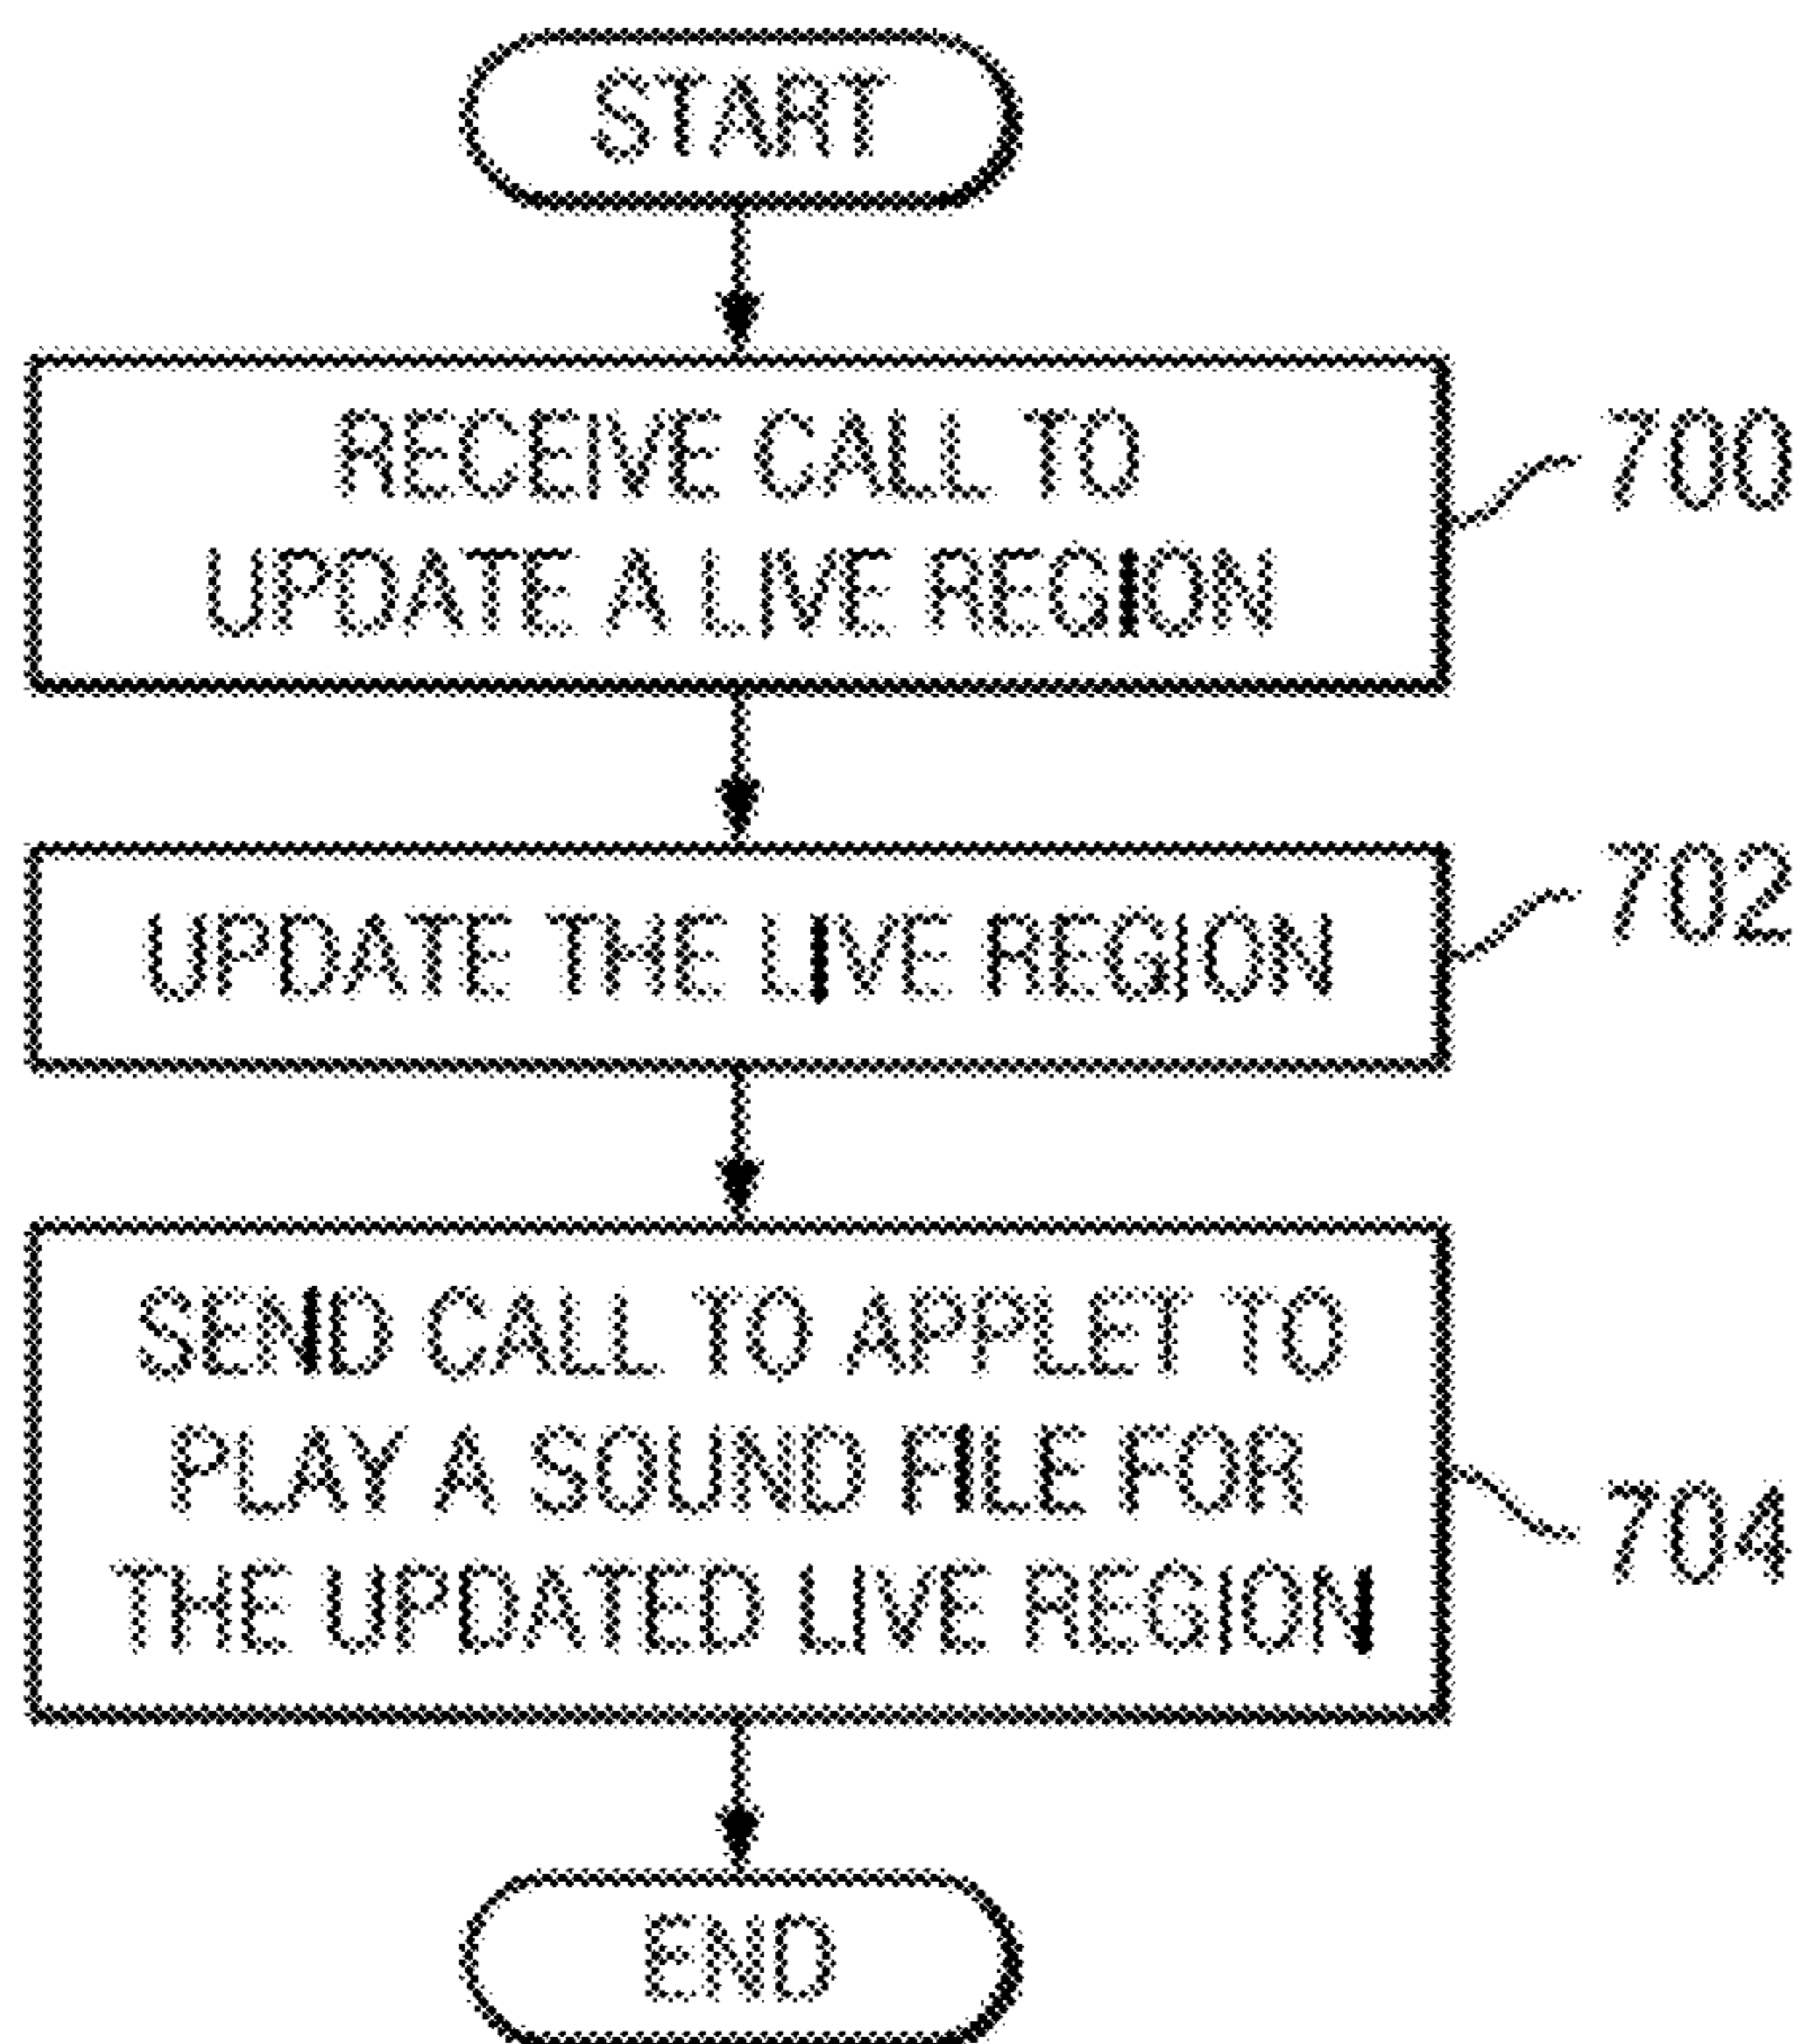 START
RECEIVE CALL TO
UPDATE A LIVE REGION
700
UPDATE THE LIVE REGION
702
SEND CALL TO APPLET TO
PLAY A SOUND FILE FOR
THE UPDATED LIVE REGION
704
END